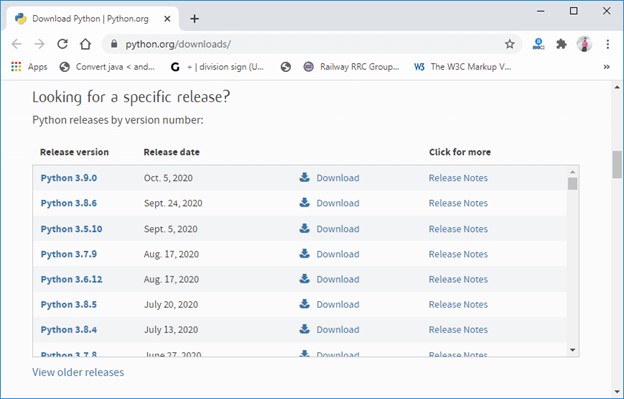 Download Python | Python.org
python.org/downloads/
Apps Convert java < and... ÷ | division sign (U... Railway RRC Group... W3 The W3C Markup V... »
Looking for a specific release?
Python releases by version number:
Release version Release date Click for more
Python 3.9.0 Oct. 5, 2020 Download Release Notes
Python 3.8.6 Sept. 24, 2020 Download Release Notes
Python 3.5.10 Sept. 5, 2020 Download Release Notes
Python 3.7.9 Aug. 17, 2020 Download Release Notes
Python 3.6.12 Aug. 17, 2020 Download Release Notes
Python 3.8.5 July 20, 2020 Download Release Notes
Python 3.8.4 July 13, 2020 Download Release Notes
Python 3.7.8 June 27, 2020 Download Release Notes
View older releases